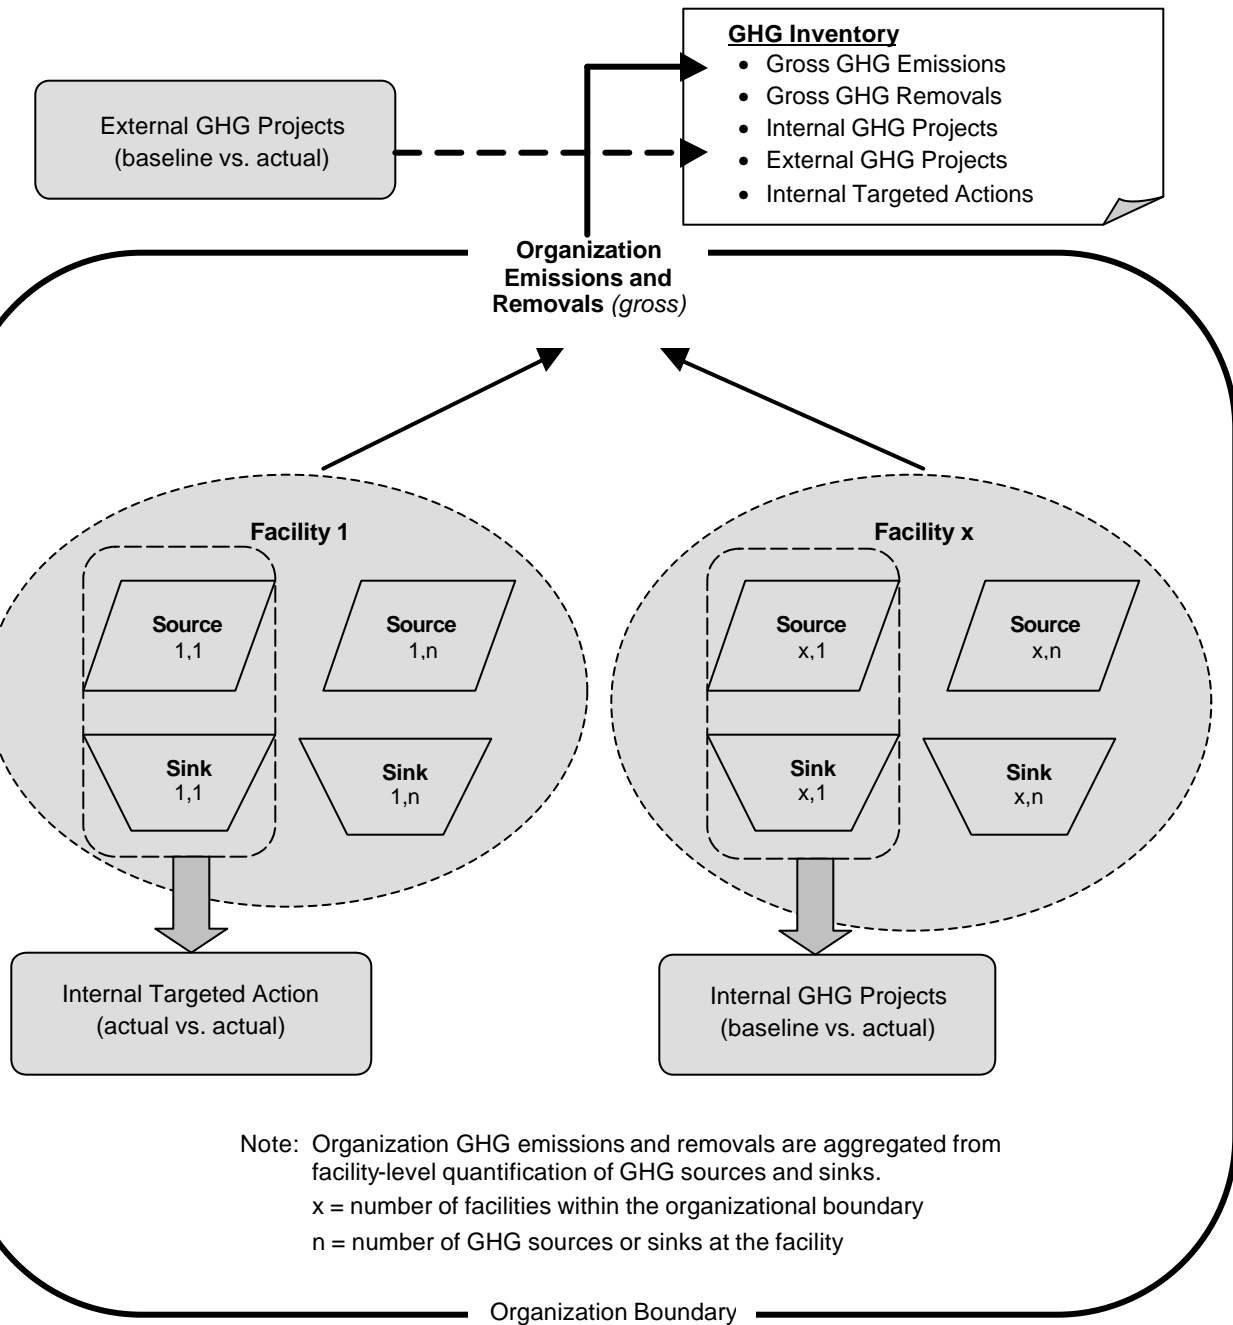 GHG Inventory
• Gross GHG Emissions
• Gross GHG Removals
• Internal GHG Projects
• External GHG Projects
• Internal Targeted Actions
External GHG Projects
(baseline vs. actual)
Organization
Emissions and
Removals (gross)
Facility 1
Source
1,1
Source
1,n
Sink
1,1
Sink
1,n
Facility x
Source
x,1
Source
x,n
Sink
x,1
Sink
x,n
Internal Targeted Action
(actual vs. actual)
Internal GHG Projects
(baseline vs. actual)
Note: Organization GHG emissions and removals are aggregated from
facility-level quantification of GHG sources and sinks.
x = number of facilities within the organizational boundary
n = number of GHG sources or sinks at the facility
Organization Boundary